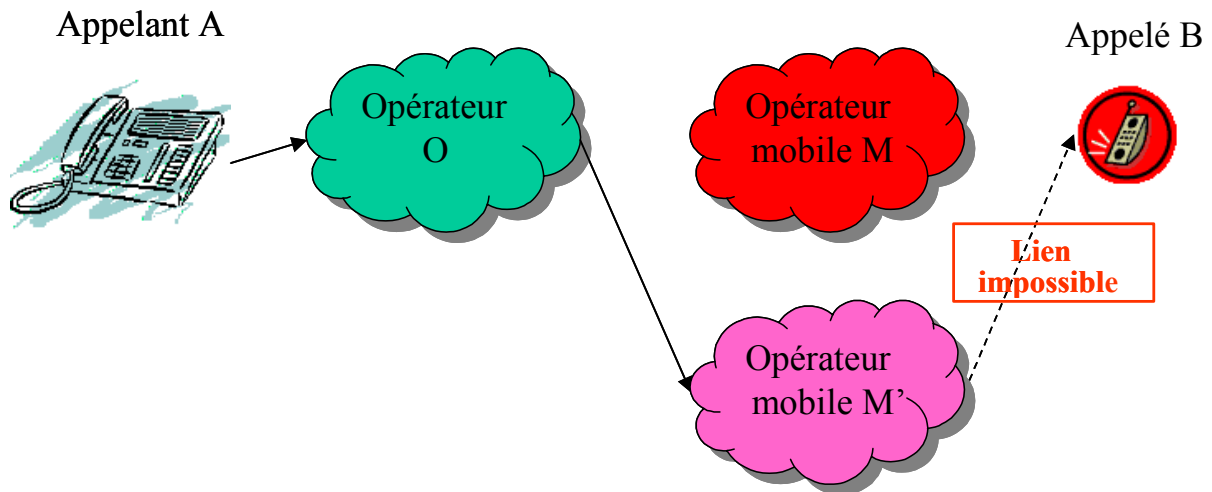 Appelant A
Appelé B
Opérateur
O
Opérateur
mobile M
Lien
impossible
Opérateur
mobile M’